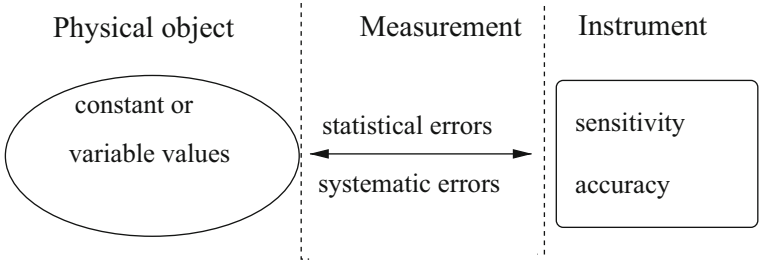 Physical object
Measurement
Instrument
constant or
variable values
statistical errors
systematic errors
sensitivity
accuracy